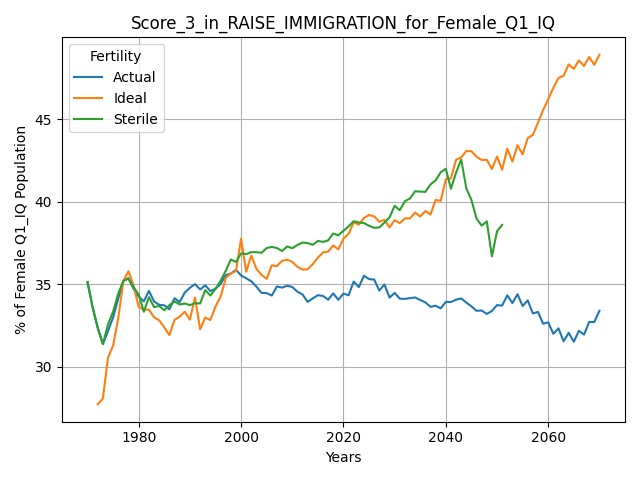 Score_3_in_RAISE_IMMIGRATION_for_Female_Q1_IQ
Fertility
Actual
Ideal
Sterile
% of Female Q1_IQ Population
45
40
35
30
1980
2000
2020
2040
2060
Years